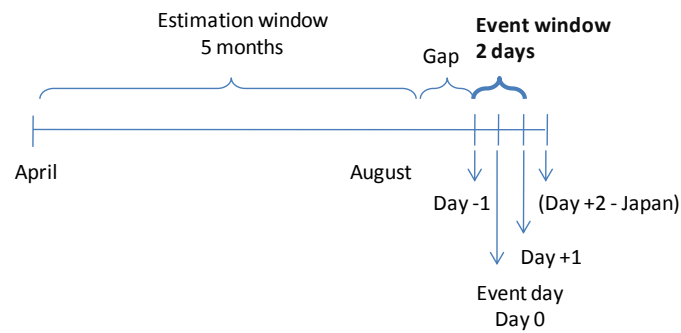 Estimation window
5 months
Event window
2 days
Gap
April
August
Day -1
(Day +2 - Japan)
Day +1
Event day
Day 0